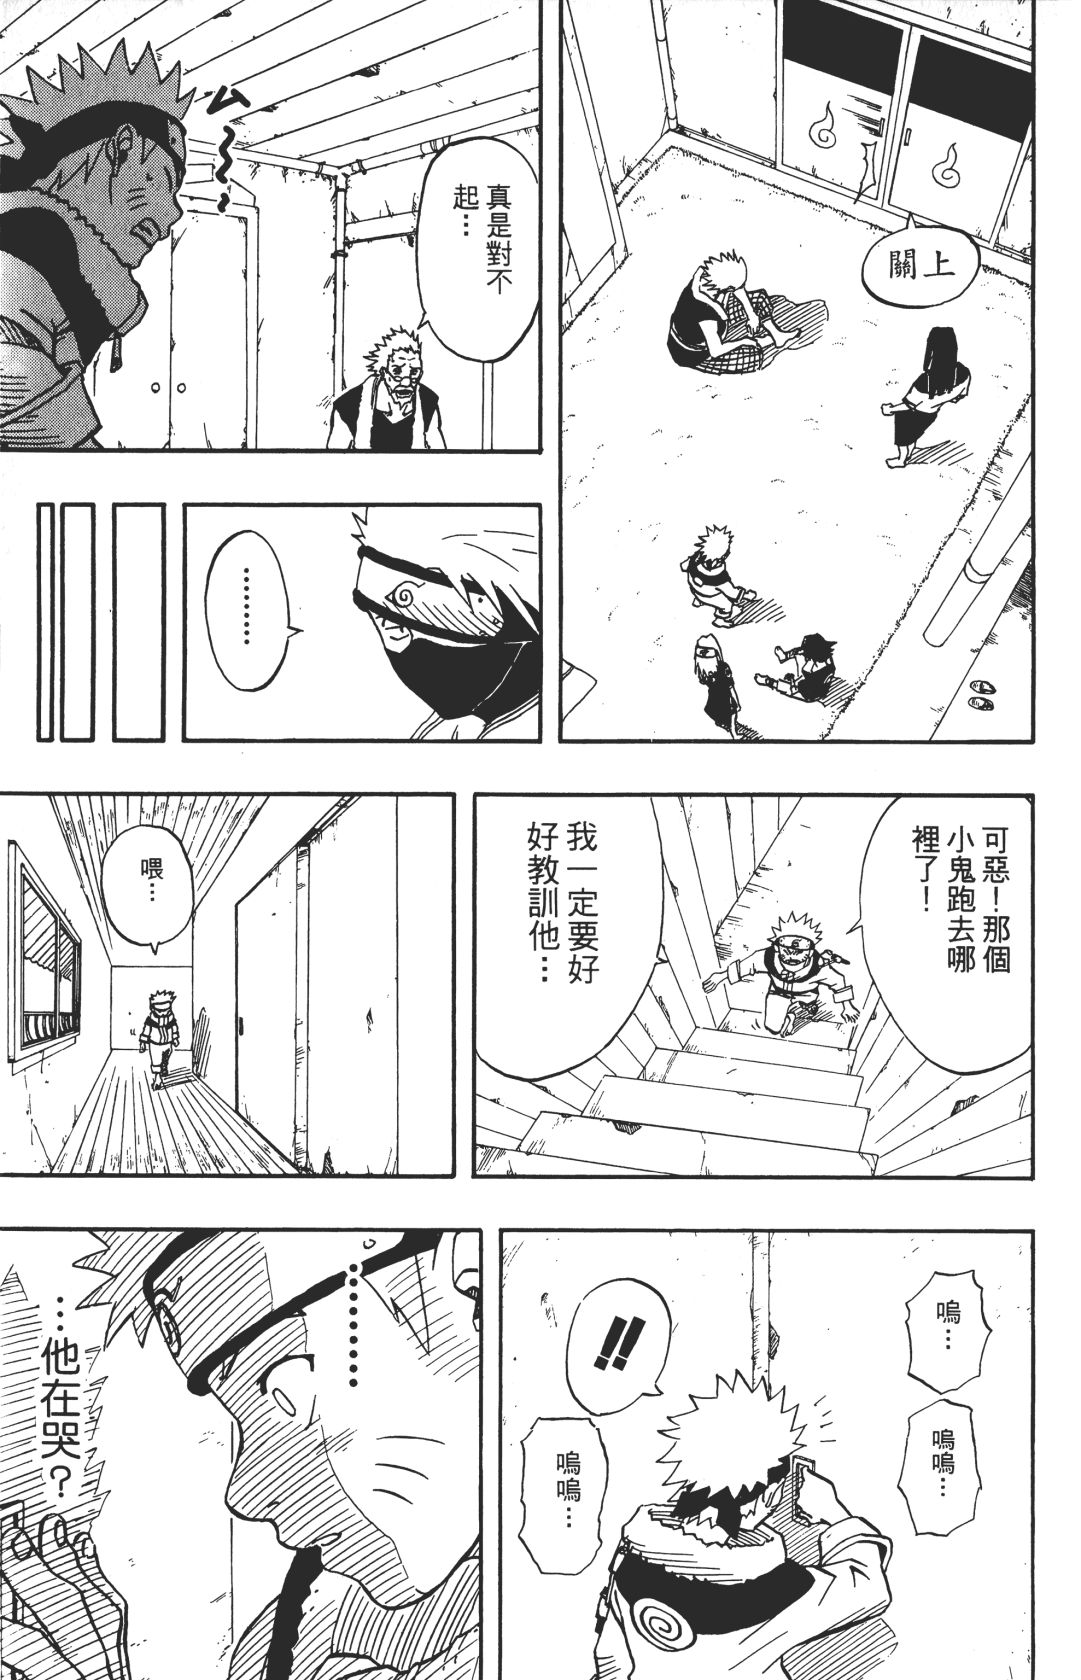 關上
真是對不
起…
ム～～～
………
可惡！那個
小鬼跑去哪
裡了！
我一定要好
好教訓他…
喂…
嗚…
嗚嗚…
!!
嗚嗚…
…………
…他在哭？